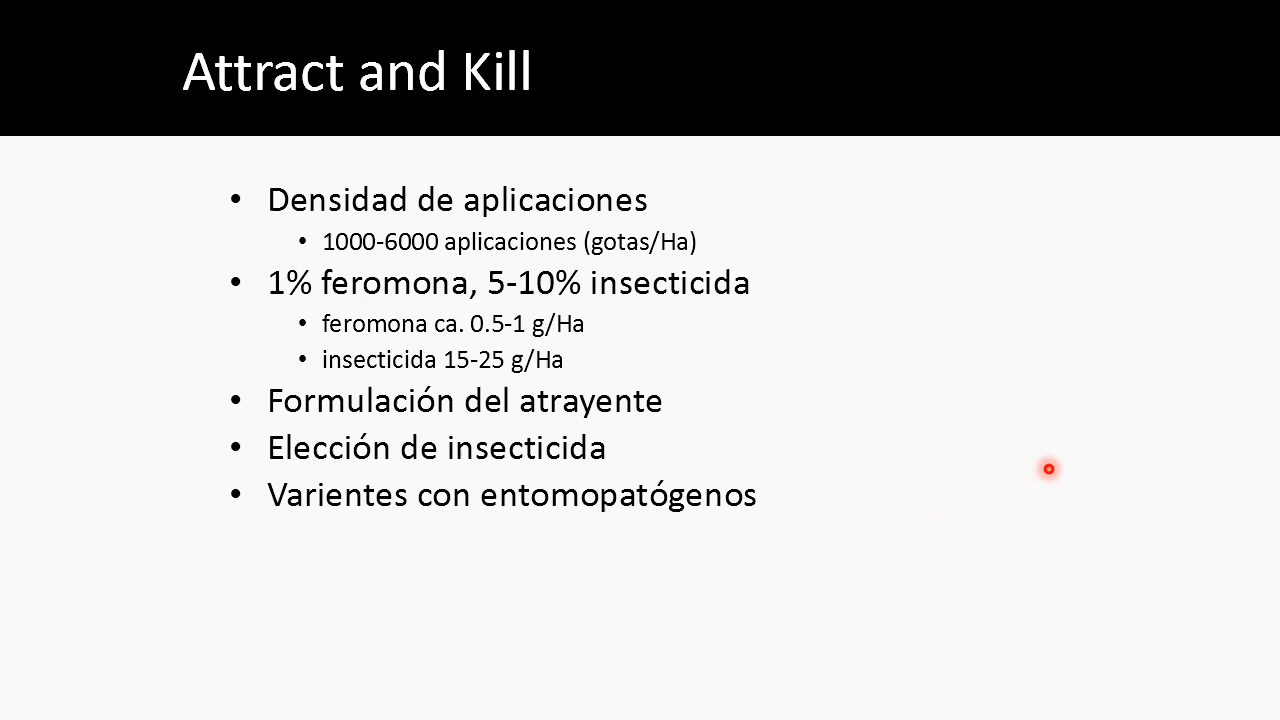 Attract and Kill
• Densidad de aplicaciones
• 1000-6000 aplicaciones (gotas/Ha)
• 1% feromona, 5-10% insecticida
• feromona ca. 0.5-1 g/Ha
• insecticida 15-25 g/Ha
• Formulación del atrayente
• Elección de insecticida
• Varientes con entomopatógenos